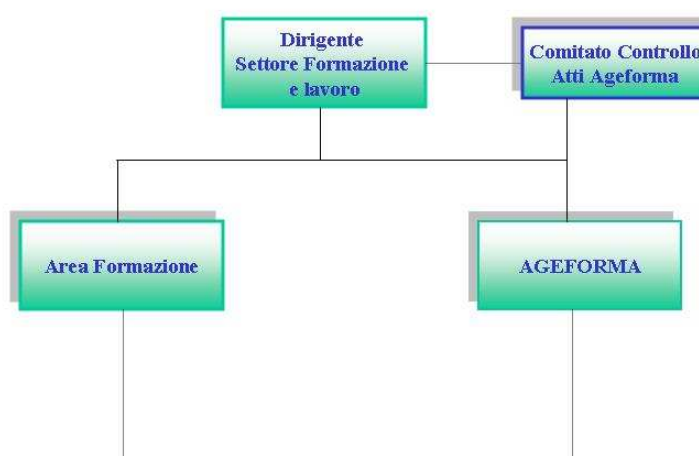 Dirigente
Settore Formazione
e lavoro
Comitato Controllo
Atti Ageforma
Area Formazione
AGEFORMA